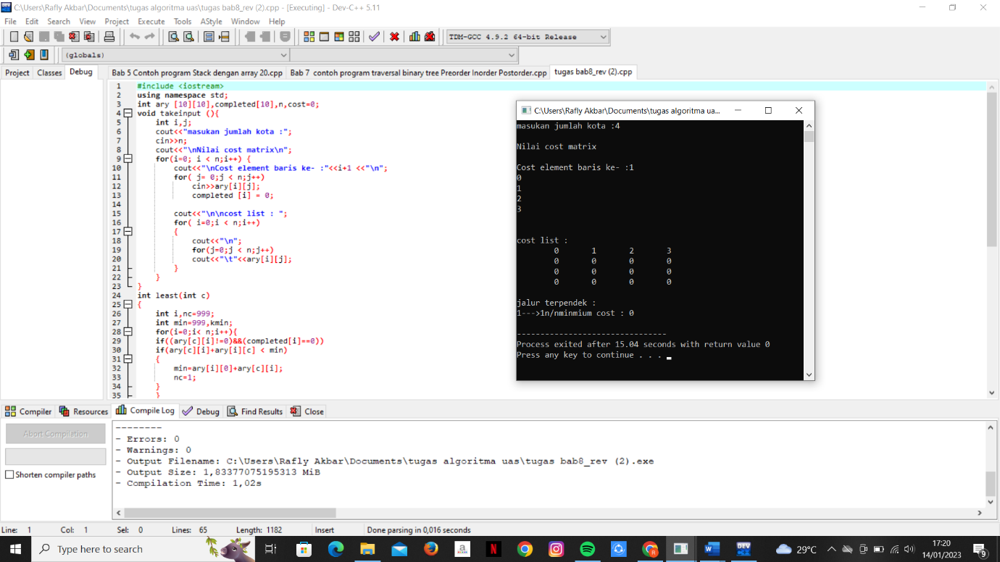 C:\Users\Rafly Akbar\Documents\tugas algoritma uas\tugas bab8_rev (2).cpp - [Executing] - Dev-C++ 5.11
File Edit Search View Project Execute Tools AStyle Window Help
TDM-GCC 4.9.2 64-bit Release
(globals)
Project Classes Debug
Bab 5 Contoh program Stack dengan array 20.cpp Bab 7 contoh program traversal binary tree Preorder Inorder Postorder.cpp tugas bab8_rev (2).cpp
1 #include <iostream>
2 using namespace std;
3 int ary [10][10],completed[10],n,cost=0;
4 void takeinput (){
5 int i,j;
6 cout<<"masukan jumlah kota :";
7 cin>>n;
8 cout<<"\nNilai cost matrix\n";
9 for(i=0; i < n;i++) {
10 cout<<"\nCost element baris ke- :"<<i+1 <<"\n";
11 for( j= 0;j < n;j++)
12 cin>>ary[i][j];
13 completed [i] = 0;
14
15 cout<<"\n\ncost list : ";
16 for( i=0;i < n;i++)
17 {
18 cout<<"\n";
19 for(j=0;j < n;j++)
20 cout<<"\t"<<ary[i][j];
21 }
22 }
23 }
24 int least(int c)
25 {
26 int i,nc=999;
27 int min=999,kmin;
28 for(i=0;i< n;i++){
29 if((ary[c][i]!=0)&&(completed[i]==0))
30 if(ary[c][i]+ary[i][c] < min)
31 {
32 min=ary[i][0]+ary[c][i];
33 nc=1;
34 }
35 }
C:\Users\Rafly Akbar\Documents\tugas algoritma ua...
masukan jumlah kota :4
Nilai cost matrix
Cost element baris ke- :1
0
1
2
3
cost list :
0 1 2 3
0 0 0 0
0 0 0 0
0 0 0 0
jalur terpendek :
1--->1n/nminmium cost : 0
--------------------------------
Process exited after 15.04 seconds with return value 0
Press any key to continue . . .
Compiler Resources Compile Log Debug Find Results Close
Abort Compilation
Shorten compiler paths
--------
- Errors: 0
- Warnings: 0
- Output Filename: C:\Users\Rafly Akbar\Documents\tugas algoritma uas\tugas bab8_rev (2).exe
- Output Size: 1,83377075195313 MiB
- Compilation Time: 1,02s
Line: 1 Col: 1 Sel: 0 Lines: 65 Length: 1182 Insert Done parsing in 0,016 seconds
Type here to search
29°C
17:20
14/01/2023
9